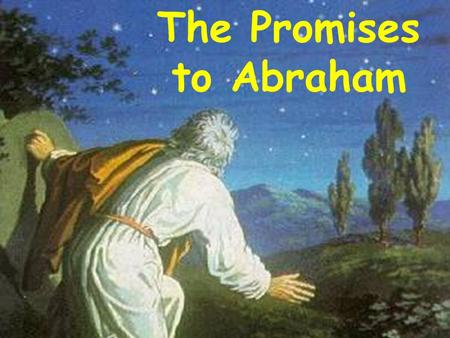 The Promises
to Abraham